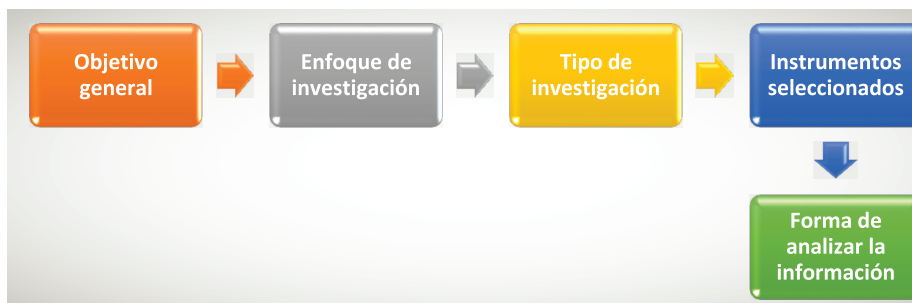 Objetivo
general
Enfoque de
investigación
Tipo de
investigación
Instrumentos
seleccionados
Forma de
analizar la
información